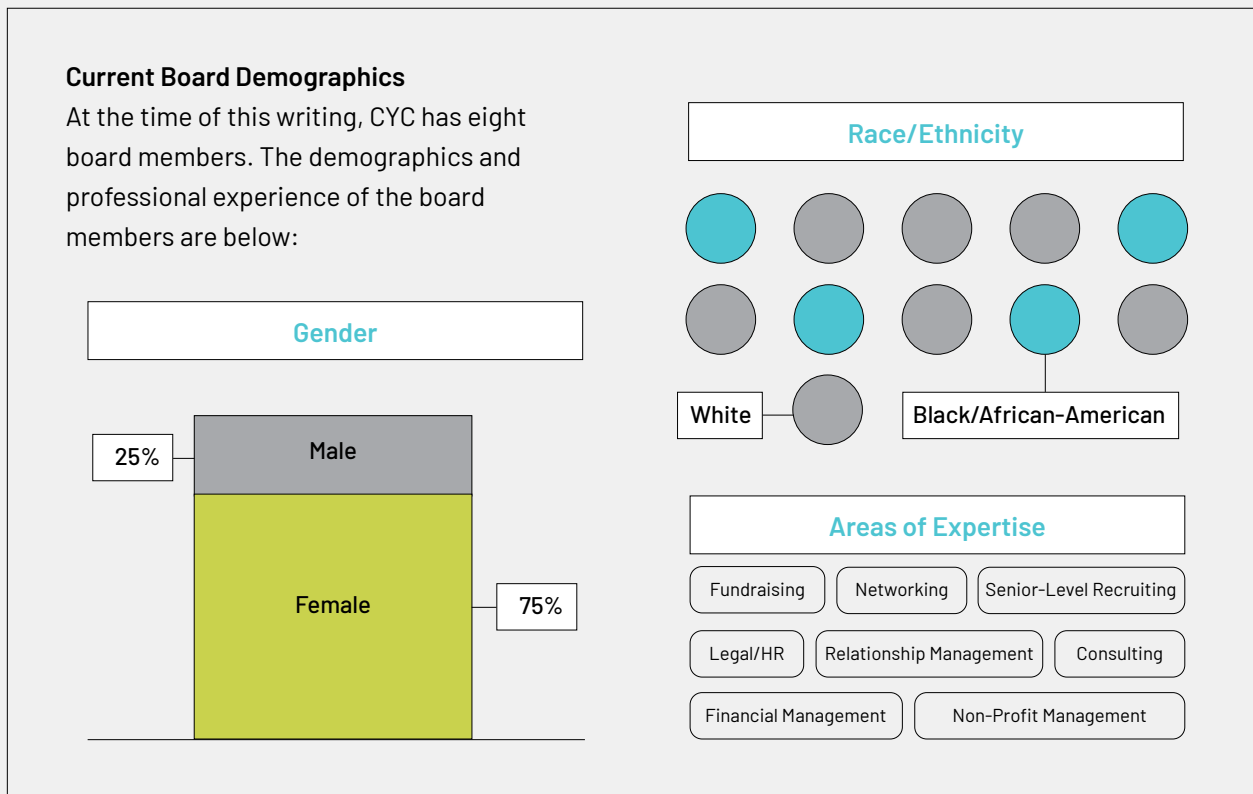 Current Board Demographics
At the time of this writing, CYC has eight
board members. The demographics and
professional experience of the board
members are below:
Gender
25%
Male
Female
75%
Race/Ethnicity
White
Black/African-American
Areas of Expertise
Fundraising
Networking
Senior-Level Recruiting
Legal/HR
Relationship Management
Consulting
Financial Management
Non-Profit Management